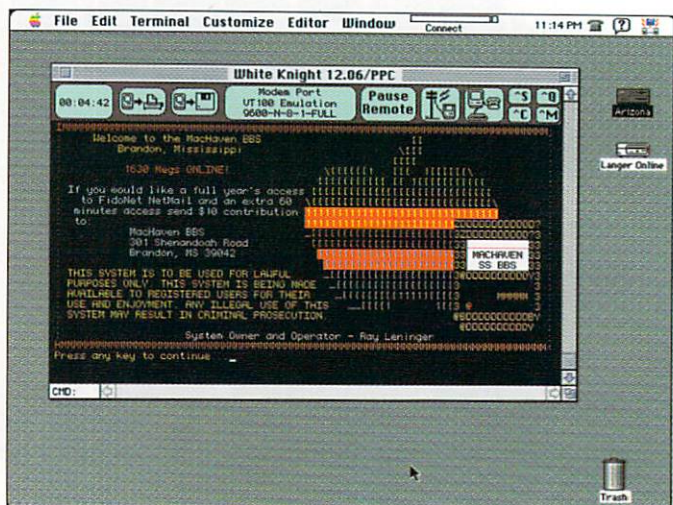 File Edit Terminal Customize Editor Window Connect 11:14 PM
White Knight 12.06/PPC
00:04:42
Modem Port
VT100 Emulation
9600-N-8-1-FULL
Pause
Remote
^S ^Q
^C ^M
Arizona
Langer Online
Welcome to the MacHaven BBS
Brandon, Mississippi
1630 Megs ONLINE!
If you would like a full year's access
to FidoNet NetMail and an extra 60
minutes access send $10 contribution
to:
MacHaven BBS
301 Shenandoah Road
Brandon, MS 39042
MACHAVEN
SS BBS
THIS SYSTEM IS TO BE USED FOR LAWFUL
PURPOSES ONLY. THIS SYSTEM IS BEING MADE
AVAILABLE TO REGISTERED USERS FOR THEIR
USE AND ENJOYMENT. ANY ILLEGAL USE OF THIS
SYSTEM MAY RESULT IN CRIMINAL PROSECUTION
System Owner and Operator - Ray Leninger
Press any key to continue
CMD:
Trash